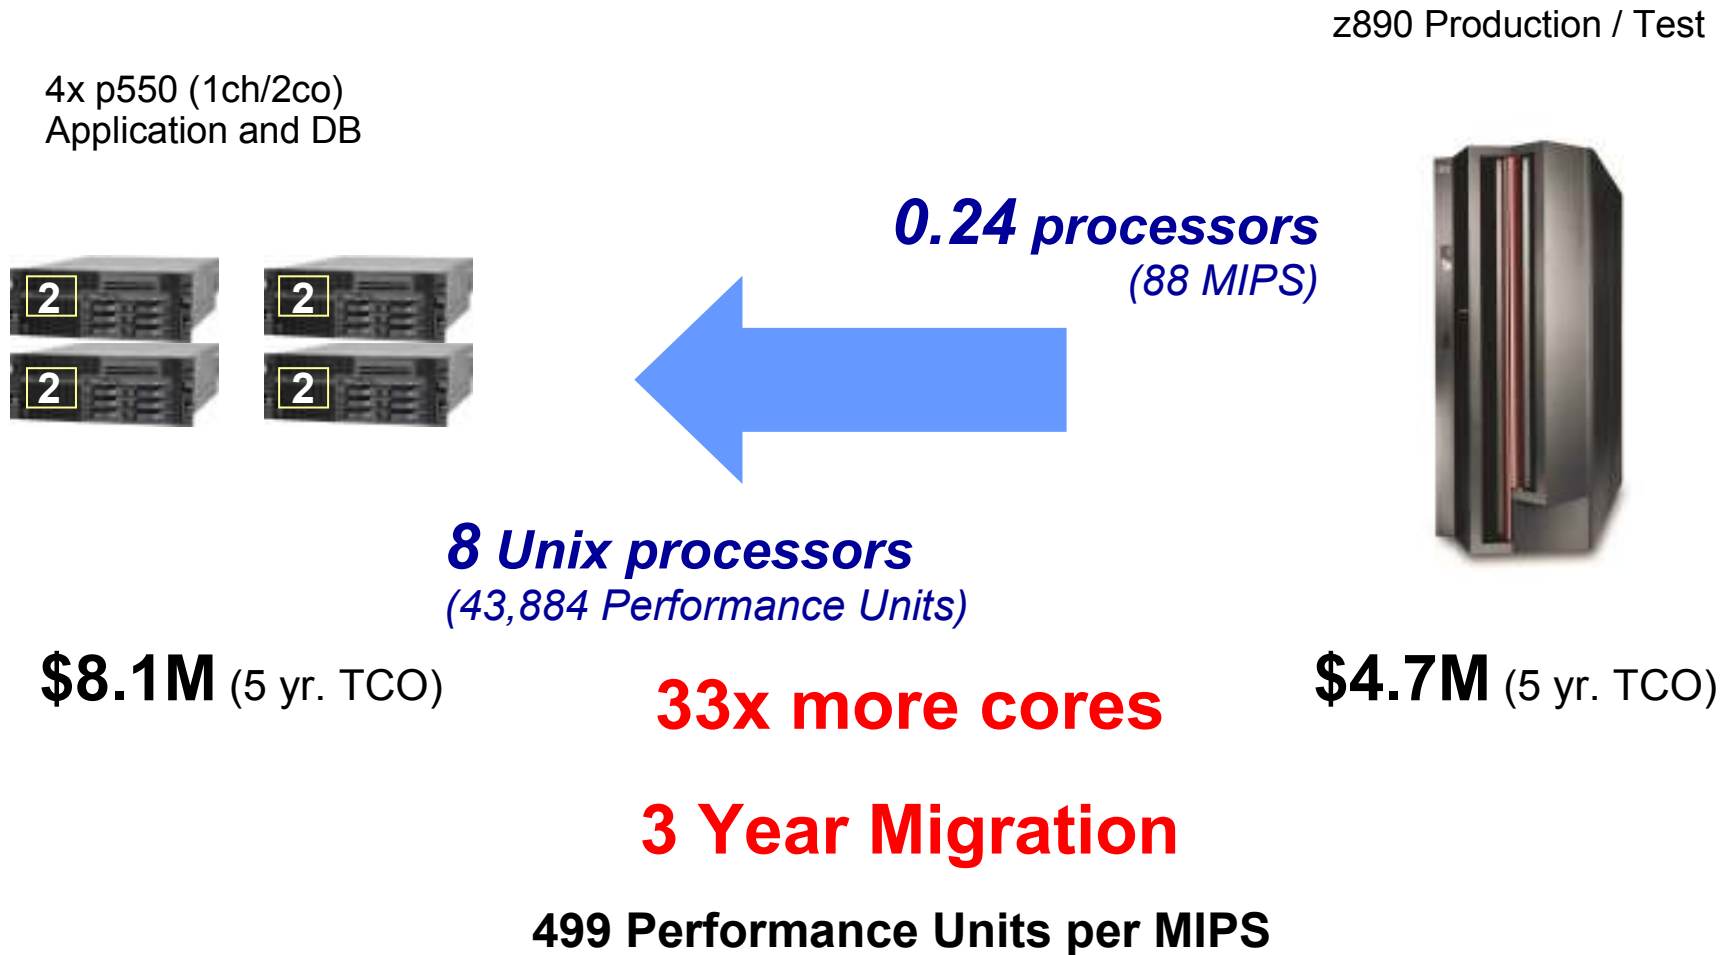 z890 Production / Test
4x p550 (1ch/2co)
Application and DB
0.24 processors
(88 MIPS)
2
2
2
2
8 Unix processors
(43,884 Performance Units)
$8.1M (5 yr. TCO)
$4.7M (5 yr. TCO)
33x more cores
3 Year Migration
499 Performance Units per MIPS